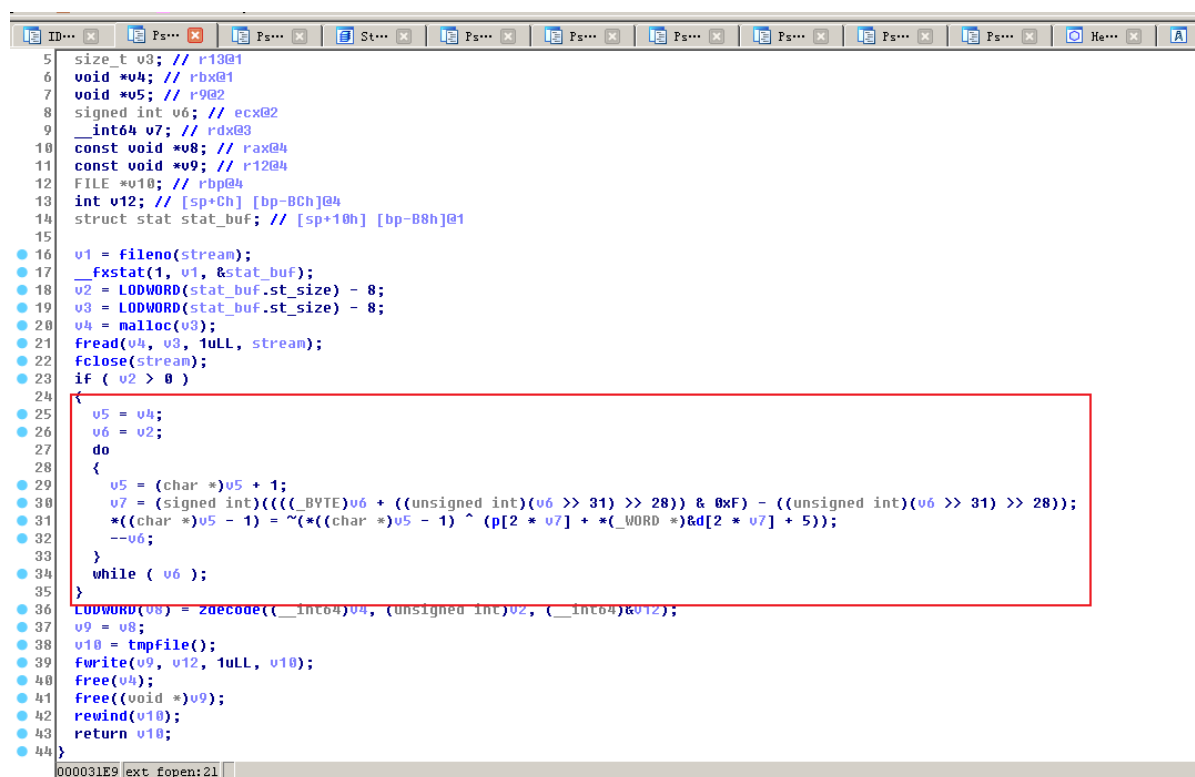 ID… Ps… Ps… St… Ps… Ps… Ps… Ps… Ps… Ps… He… A
5 size_t v3; // r13@1
6 void *v4; // rbx@1
7 void *v5; // r9@2
8 signed int v6; // ecx@2
9 __int64 v7; // rdx@3
10 const void *v8; // rax@4
11 const void *v9; // r12@4
12 FILE *v10; // rbp@4
13 int v12; // [sp+Ch] [bp-BCh]@4
14 struct stat stat_buf; // [sp+10h] [bp-B8h]@1
15
16 v1 = fileno(stream);
17 __fxstat(1, v1, &stat_buf);
18 v2 = LODWORD(stat_buf.st_size) - 8;
19 v3 = LODWORD(stat_buf.st_size) - 8;
20 v4 = malloc(v3);
21 fread(v4, v3, 1uLL, stream);
22 fclose(stream);
23 if ( v2 > 0 )
24 {
25 v5 = v4;
26 v6 = v2;
27 do
28 {
29 v5 = (char *)v5 + 1;
30 v7 = (signed int)((((_BYTE)v6 + ((unsigned int)(v6 >> 31) >> 28)) & 0xF) - ((unsigned int)(v6 >> 31) >> 28));
31 *((char *)v5 - 1) = ~(*((char *)v5 - 1) ^ (p[2 * v7] + *(_WORD *)&d[2 * v7] + 5));
32 --v6;
33 }
34 while ( v6 );
35 }
36 LODWORD(v8) = zdecode((__int64)v4, (unsigned int)v2, (__int64)&v12);
37 v9 = v8;
38 v10 = tmpfile();
39 fwrite(v9, v12, 1uLL, v10);
40 free(v4);
41 free((void *)v9);
42 rewind(v10);
43 return v10;
44 }
000031E9 ext_fopen:21